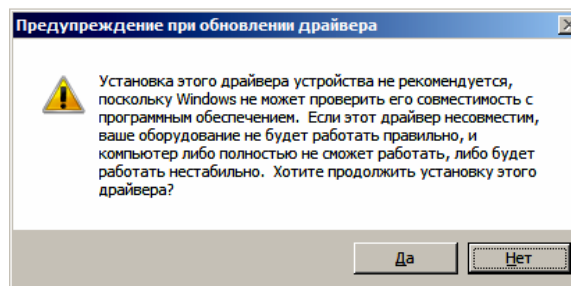 Предупреждение при обновлении драйвера
Установка этого драйвера устройства не рекомендуется,
поскольку Windows не может проверить его совместимость с
программным обеспечением. Если этот драйвер несовместим,
ваше оборудование не будет работать правильно, и
компьютер либо полностью не сможет работать, либо будет
работать нестабильно. Хотите продолжить установку этого
драйвера?
Да
Нет